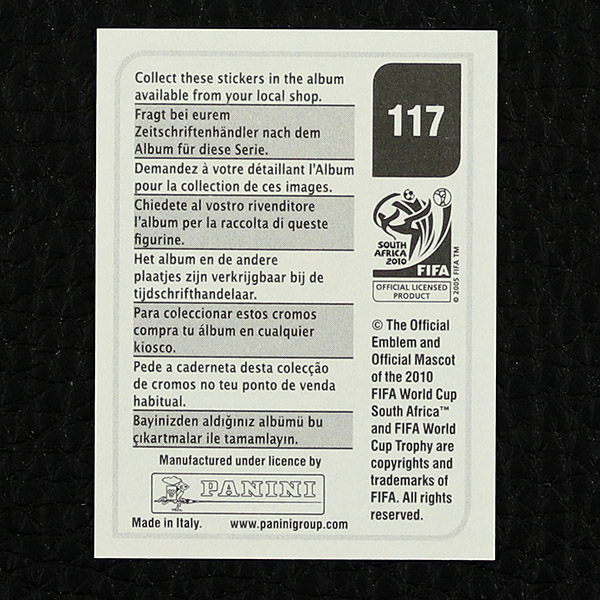 Collect these stickers in the album
available from your local shop.
Fragt bei eurem
Zeitschriftenhändler nach dem
Album für diese Serie.
Demandez à votre détaillant l'Album
pour la collection de ces images.
Chiedete al vostro rivenditore
l'album per la raccolta di queste
figurine.
Het album en de andere
plaatjes zijn verkrijgbaar bij de
tijdschrifthandelaar.
Para coleccionar estos cromos
compra tu álbum en cualquier
kiosco.
Pede a caderneta desta colecção
de cromos no teu ponto de venda
habitual.
Bayinizden aldığınız albümü bu
çıkartmalar ile tamamlayın.
Manufactured under licence by
PANINI
Made in Italy. www.paninigroup.com
117
SOUTH
AFRICA
2010
FIFA
© 2005 FIFA TM
OFFICIAL LICENSED
PRODUCT
© The Official
Emblem and
Official Mascot
of the 2010
FIFA World Cup
South Africa™
and FIFA World
Cup Trophy are
copyrights and
trademarks of
FIFA. All rights
reserved.